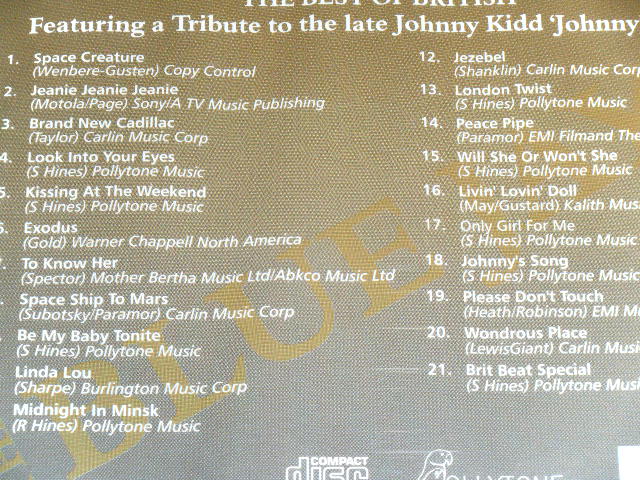 THE BEST OF BRITISH
Featuring a Tribute to the late Johnny Kidd 'Johnny
1. Space Creature
(Wenbere-Gusten) Copy Control
2. Jeanie Jeanie Jeanie
(Motola/Page) Sony/A TV Music Publishing
3. Brand New Cadillac
(Taylor) Carlin Music Corp
4. Look Into Your Eyes
(S Hines) Pollytone Music
5. Kissing At The Weekend
(S Hines) Pollytone Music
6. Exodus
(Gold) Warner Chappell North America
7. To Know Her
(Spector) Mother Bertha Music Ltd/Abkco Music Ltd
. Space Ship To Mars
(Subotsky/Paramor) Carlin Music Corp
. Be My Baby Tonite
(S Hines) Pollytone Music
Linda Lou
(Sharpe) Burlington Music Corp
Midnight In Minsk
(R Hines) Pollytone Music
12. Jezebel
(Shanklin) Carlin Music Corp
13. London Twist
(S Hines) Pollytone Music
14. Peace Pipe
(Paramor) EMI Filmand The
15. Will She Or Won't She
(S Hines) Pollytone Music
16. Livin' Lovin' Doll
(May/Gustard) Kalith Mus
17. Only Girl For Me
(S Hines) Pollytone Music
18. Johnny's Song
(S Hines) Pollytone Music
19. Please Don't Touch
(Heath/Robinson) EMI M
20. Wondrous Place
(LewisGiant) Carlin Music
21. Brit Beat Special
(S Hines) Pollytone Music
BLUE
COMPACT
disc
OLLYTONE